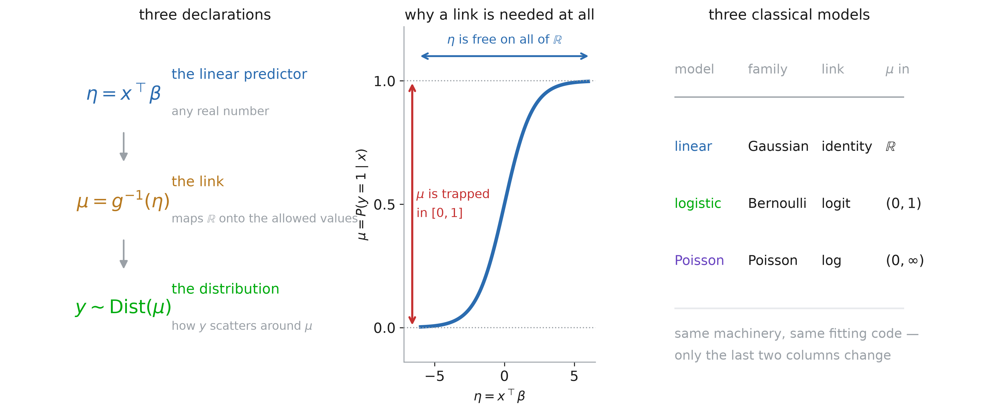 three declarations
η = x⊤β
the linear predictor
any real number
μ = g⁻¹(η)
the link
maps ℝ onto the allowed values
y ~ Dist(μ)
the distribution
how y scatters around μ
why a link is needed at all
η is free on all of ℝ
1.0
0.5
0.0
μ = P(y = 1 | x)
μ is trapped
in [0, 1]
−5 0 5
η = x⊤β
three classical models
model family link μ in
linear Gaussian identity ℝ
logistic Bernoulli logit (0, 1)
Poisson Poisson log (0, ∞)
same machinery, same fitting code —
only the last two columns change